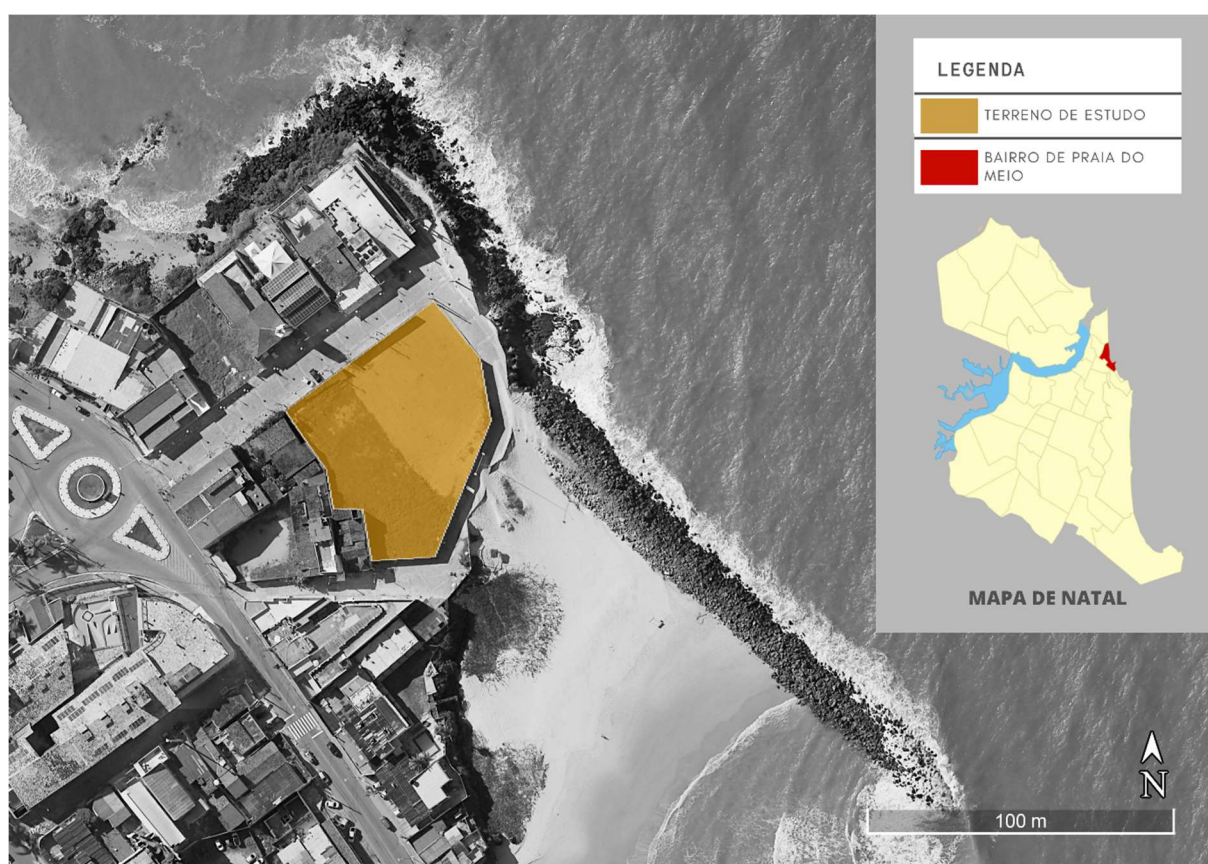 LEGENDA
TERRENO DE ESTUDO
BAIRRO DE PRAIA DO
MEIO
MAPA DE NATAL
N
100 m